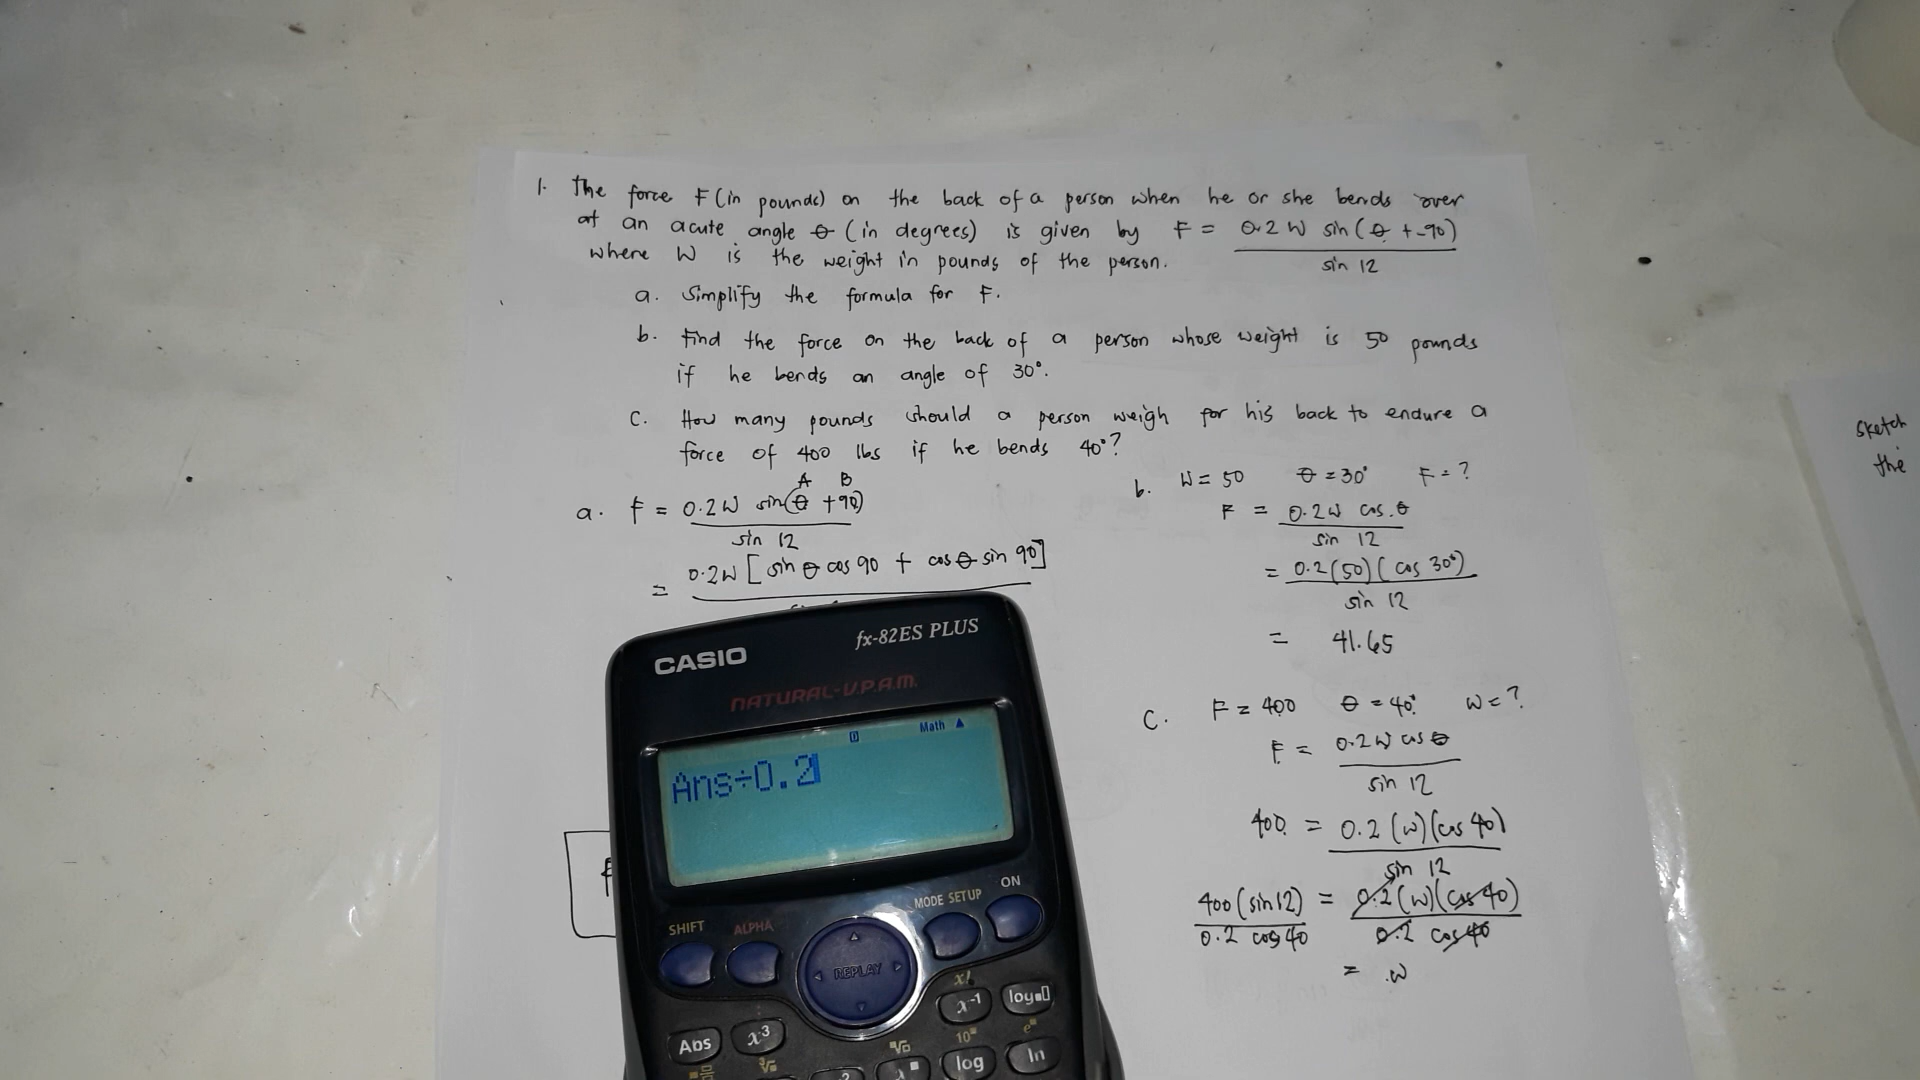 1. The force F (in pounds) on the back of a person when he or she bends over
at an acute angle θ (in degrees) is given by F = 0.2 W sin (θ + 90)
sin 12
where W is the weight in pounds of the person.
a. Simplify the formula for F.
b. Find the force on the back of a person whose weight is 50 pounds
if he bends an angle of 30°.
c. How many pounds should a person weigh for his back to endure a
force of 400 lbs if he bends 40°?
A B
a. F = 0.2W sin(θ + 90)
sin 12
= 0.2W [sin θ cos 90 + cos θ sin 90]
b. W = 50 θ = 30° F = ?
F = 0.2W cos θ
sin 12
= 0.2(50)(cos 30°)
sin 12
= 41.65
c. F = 400 θ = 40° W = ?
F = 0.2W cos θ
sin 12
400 = 0.2 (W)(cos 40)
sin 12
400 (sin 12) = 0.2 (W)(cos 40)
0.2 cos 40 0.2 cos 40
= W
sketch
the
CASIO fx-82ES PLUS
NATURAL-V.P.A.M.
D Math ▲
Ans÷0.2
SHIFT ALPHA MODE SETUP ON
REPLAY
x!
Abs x³ x⁻¹ log□
³√ 10■ e■
log ln